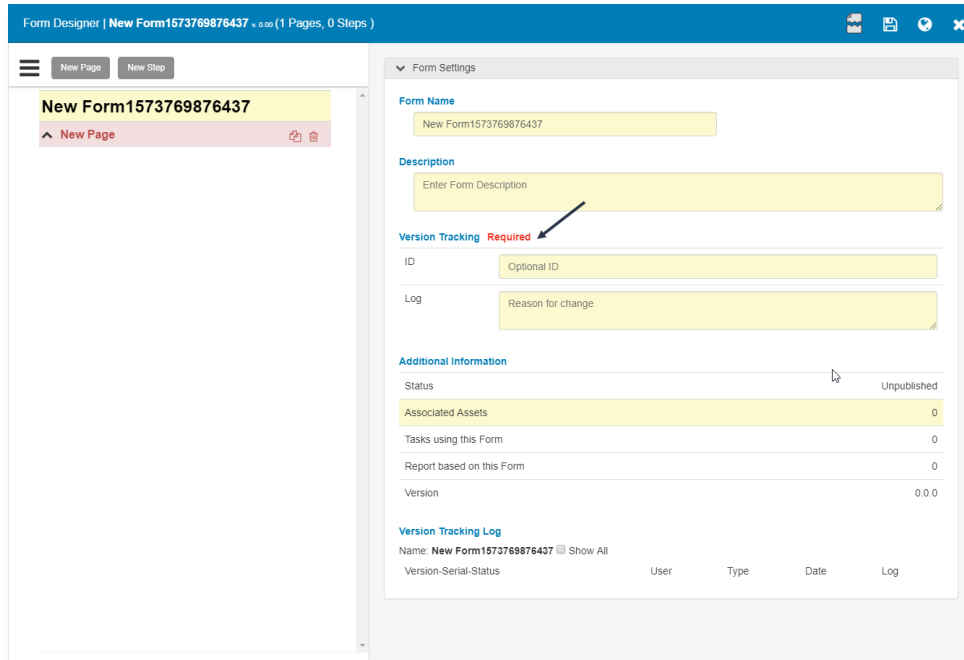 Form Designer | New Form1573769876437 v. 0.00 (1 Pages, 0 Steps )
New Page New Step
New Form1573769876437
New Page
Form Settings
Form Name
New Form1573769876437
Description
Enter Form Description
Version Tracking Required
ID Optional ID
Log Reason for change
Additional Information
Status Unpublished
Associated Assets 0
Tasks using this Form 0
Report based on this Form 0
Version 0.0.0
Version Tracking Log
Name: New Form1573769876437 Show All
Version-Serial-Status User Type Date Log